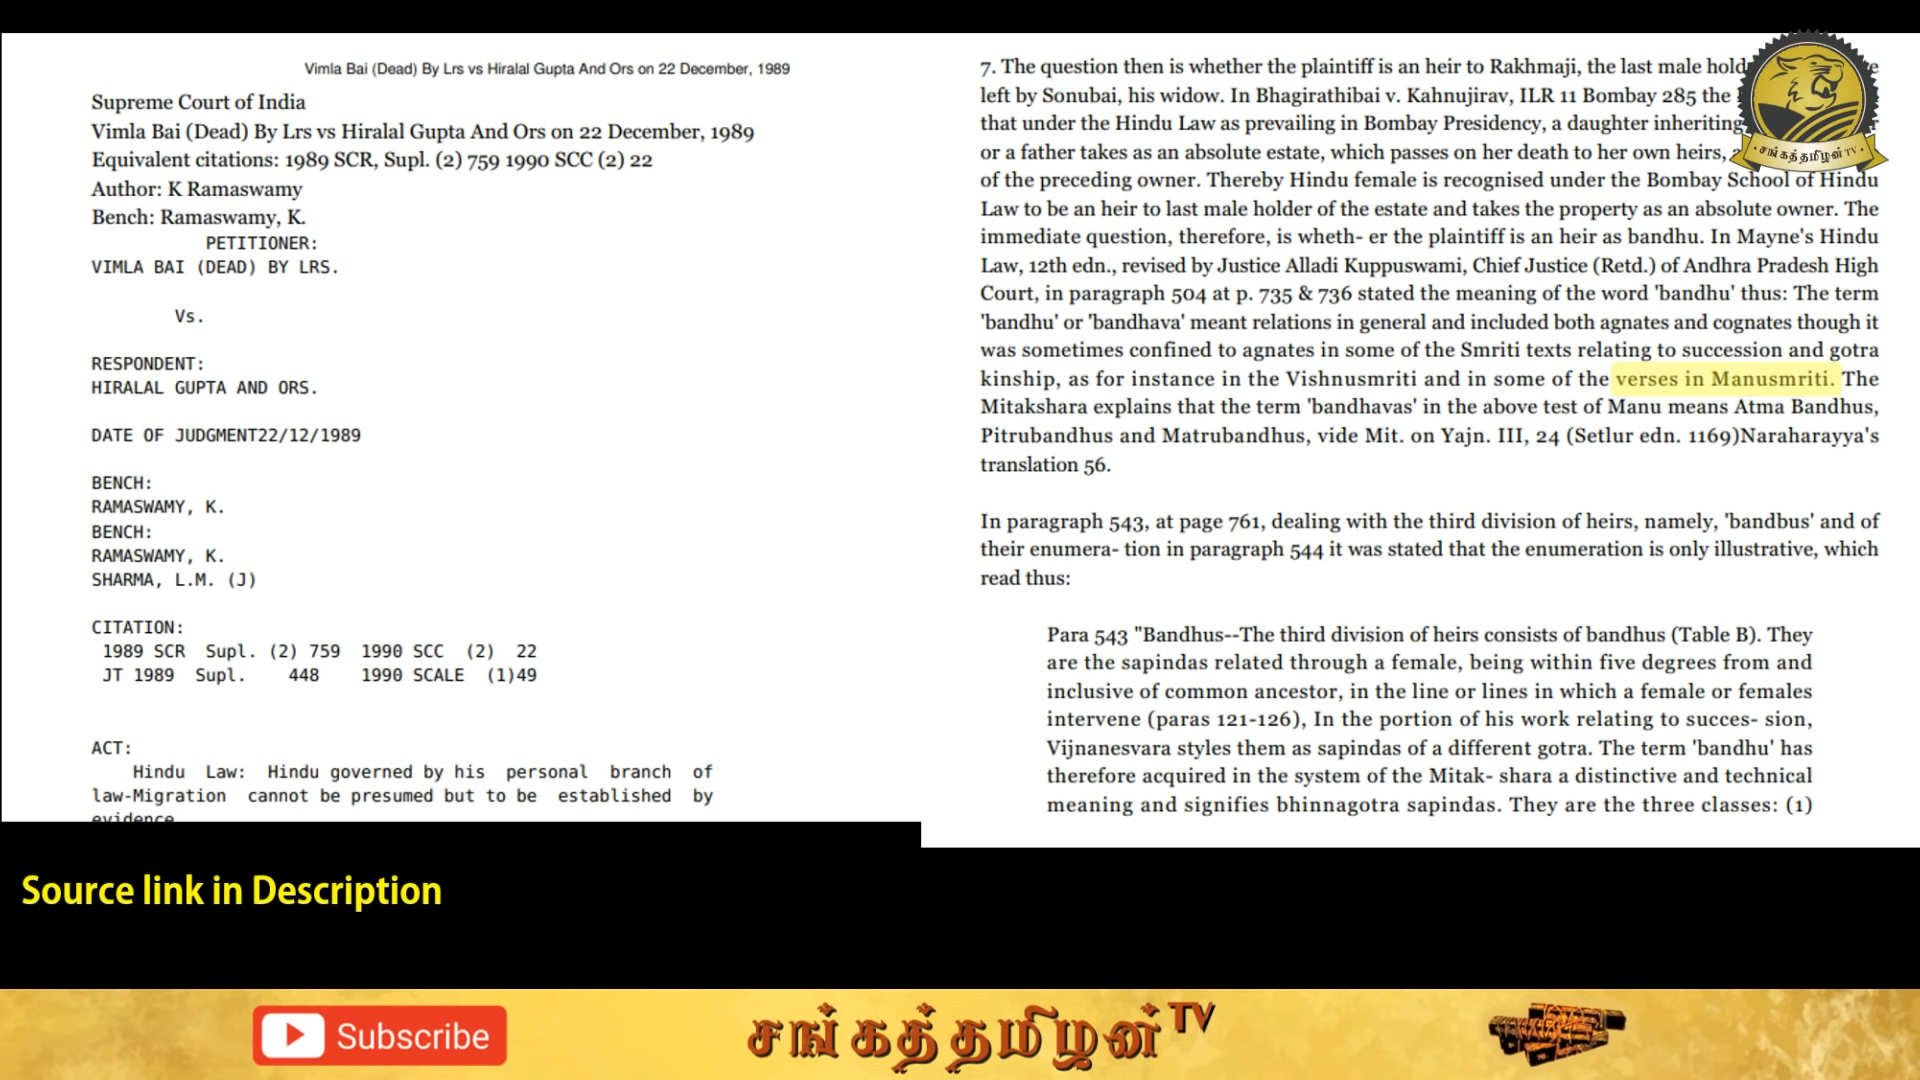 Vimla Bai (Dead) By Lrs vs Hiralal Gupta And Ors on 22 December, 1989
Supreme Court of India
Vimla Bai (Dead) By Lrs vs Hiralal Gupta And Ors on 22 December, 1989
Equivalent citations: 1989 SCR, Supl. (2) 759 1990 SCC (2) 22
Author: K Ramaswamy
Bench: Ramaswamy, K.
PETITIONER:
VIMLA BAI (DEAD) BY LRS.
Vs.
RESPONDENT:
HIRALAL GUPTA AND ORS.
DATE OF JUDGMENT22/12/1989
BENCH:
RAMASWAMY, K.
BENCH:
RAMASWAMY, K.
SHARMA, L.M. (J)
CITATION:
1989 SCR Supl. (2) 759 1990 SCC (2) 22
JT 1989 Supl. 448 1990 SCALE (1)49
ACT:
Hindu Law: Hindu governed by his personal branch of
law-Migration cannot be presumed but to be established by
evidence
7. The question then is whether the plaintiff is an heir to Rakhmaji, the last male
left by Sonubai, his widow. In Bhagirathibai v. Kahnujirav, ILR 11 Bombay 285 the
that under the Hindu Law as prevailing in Bombay Presidency, a daughter inheriting
or a father takes as an absolute estate, which passes on her death to her own heirs,
of the preceding owner. Thereby Hindu female is recognised under the Bombay School of Hindu
Law to be an heir to last male holder of the estate and takes the property as an absolute owner. The
immediate question, therefore, is wheth- er the plaintiff is an heir as bandhu. In Mayne's Hindu
Law, 12th edn., revised by Justice Alladi Kuppuswami, Chief Justice (Retd.) of Andhra Pradesh High
Court, in paragraph 504 at p. 735 & 736 stated the meaning of the word 'bandhu' thus: The term
'bandhu' or 'bandhava' meant relations in general and included both agnates and cognates though it
was sometimes confined to agnates in some of the Smriti texts relating to succession and gotra
kinship, as for instance in the Vishnusmriti and in some of the verses in Manusmriti. The
Mitakshara explains that the term 'bandhavas' in the above test of Manu means Atma Bandhus,
Pitrubandhus and Matrubandhus, vide Mit. on Yajn. III, 24 (Setlur edn. 1169)Naraharayya's
translation 56.
In paragraph 543, at page 761, dealing with the third division of heirs, namely, 'bandbus' and of
their enumera- tion in paragraph 544 it was stated that the enumeration is only illustrative, which
read thus:
Para 543 "Bandhus--The third division of heirs consists of bandhus (Table B). They
are the sapindas related through a female, being within five degrees from and
inclusive of common ancestor, in the line or lines in which a female or females
intervene (paras 121-126), In the portion of his work relating to succes- sion,
Vijnanesvara styles them as sapindas of a different gotra. The term 'bandhu' has
therefore acquired in the system of the Mitak- shara a distinctive and technical
meaning and signifies bhinnagotra sapindas. They are the three classes: (1)
சங்கத்தமிழன் TV
Source link in Description
Subscribe
சங்கத்தமிழன் TV